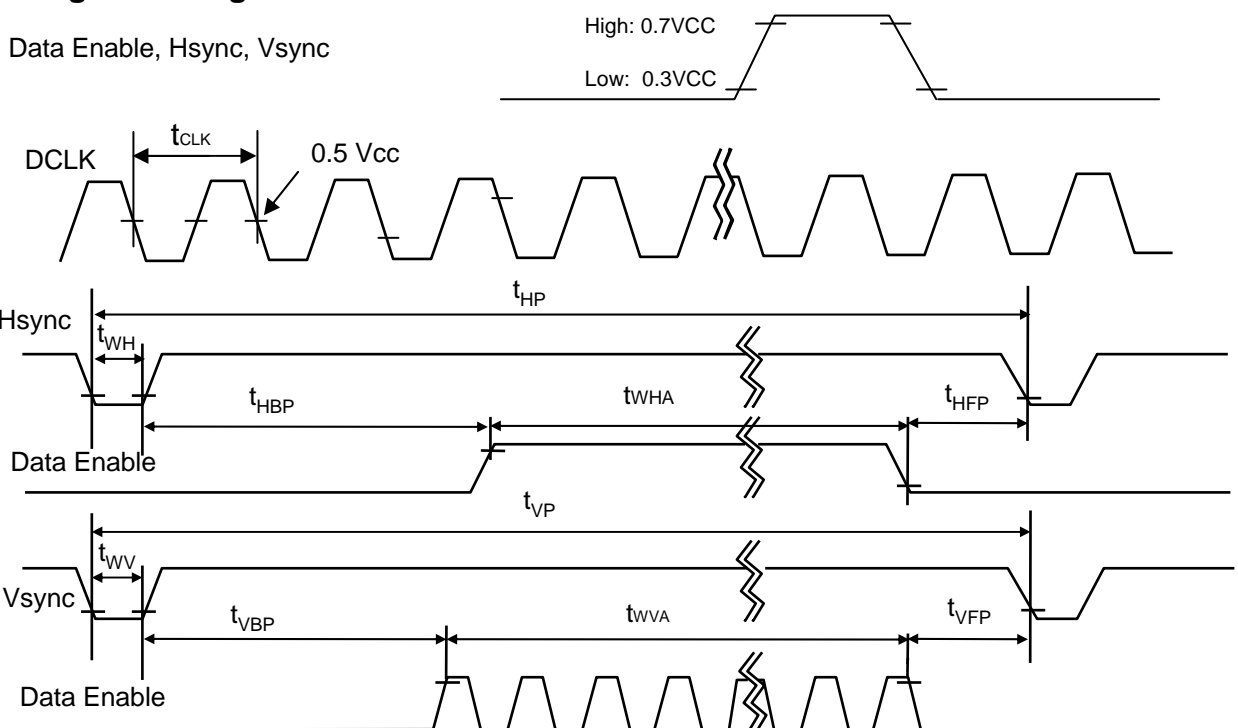 Data Enable, Hsync, Vsync
High: 0.7VCC
Low: 0.3VCC
DCLK
tCLK
0.5 Vcc
Hsync
tHP
tWH
tHBP
tWHA
tHFP
Data Enable
tVP
Vsync
tWV
tVBP
tWVA
tVFP
Data Enable